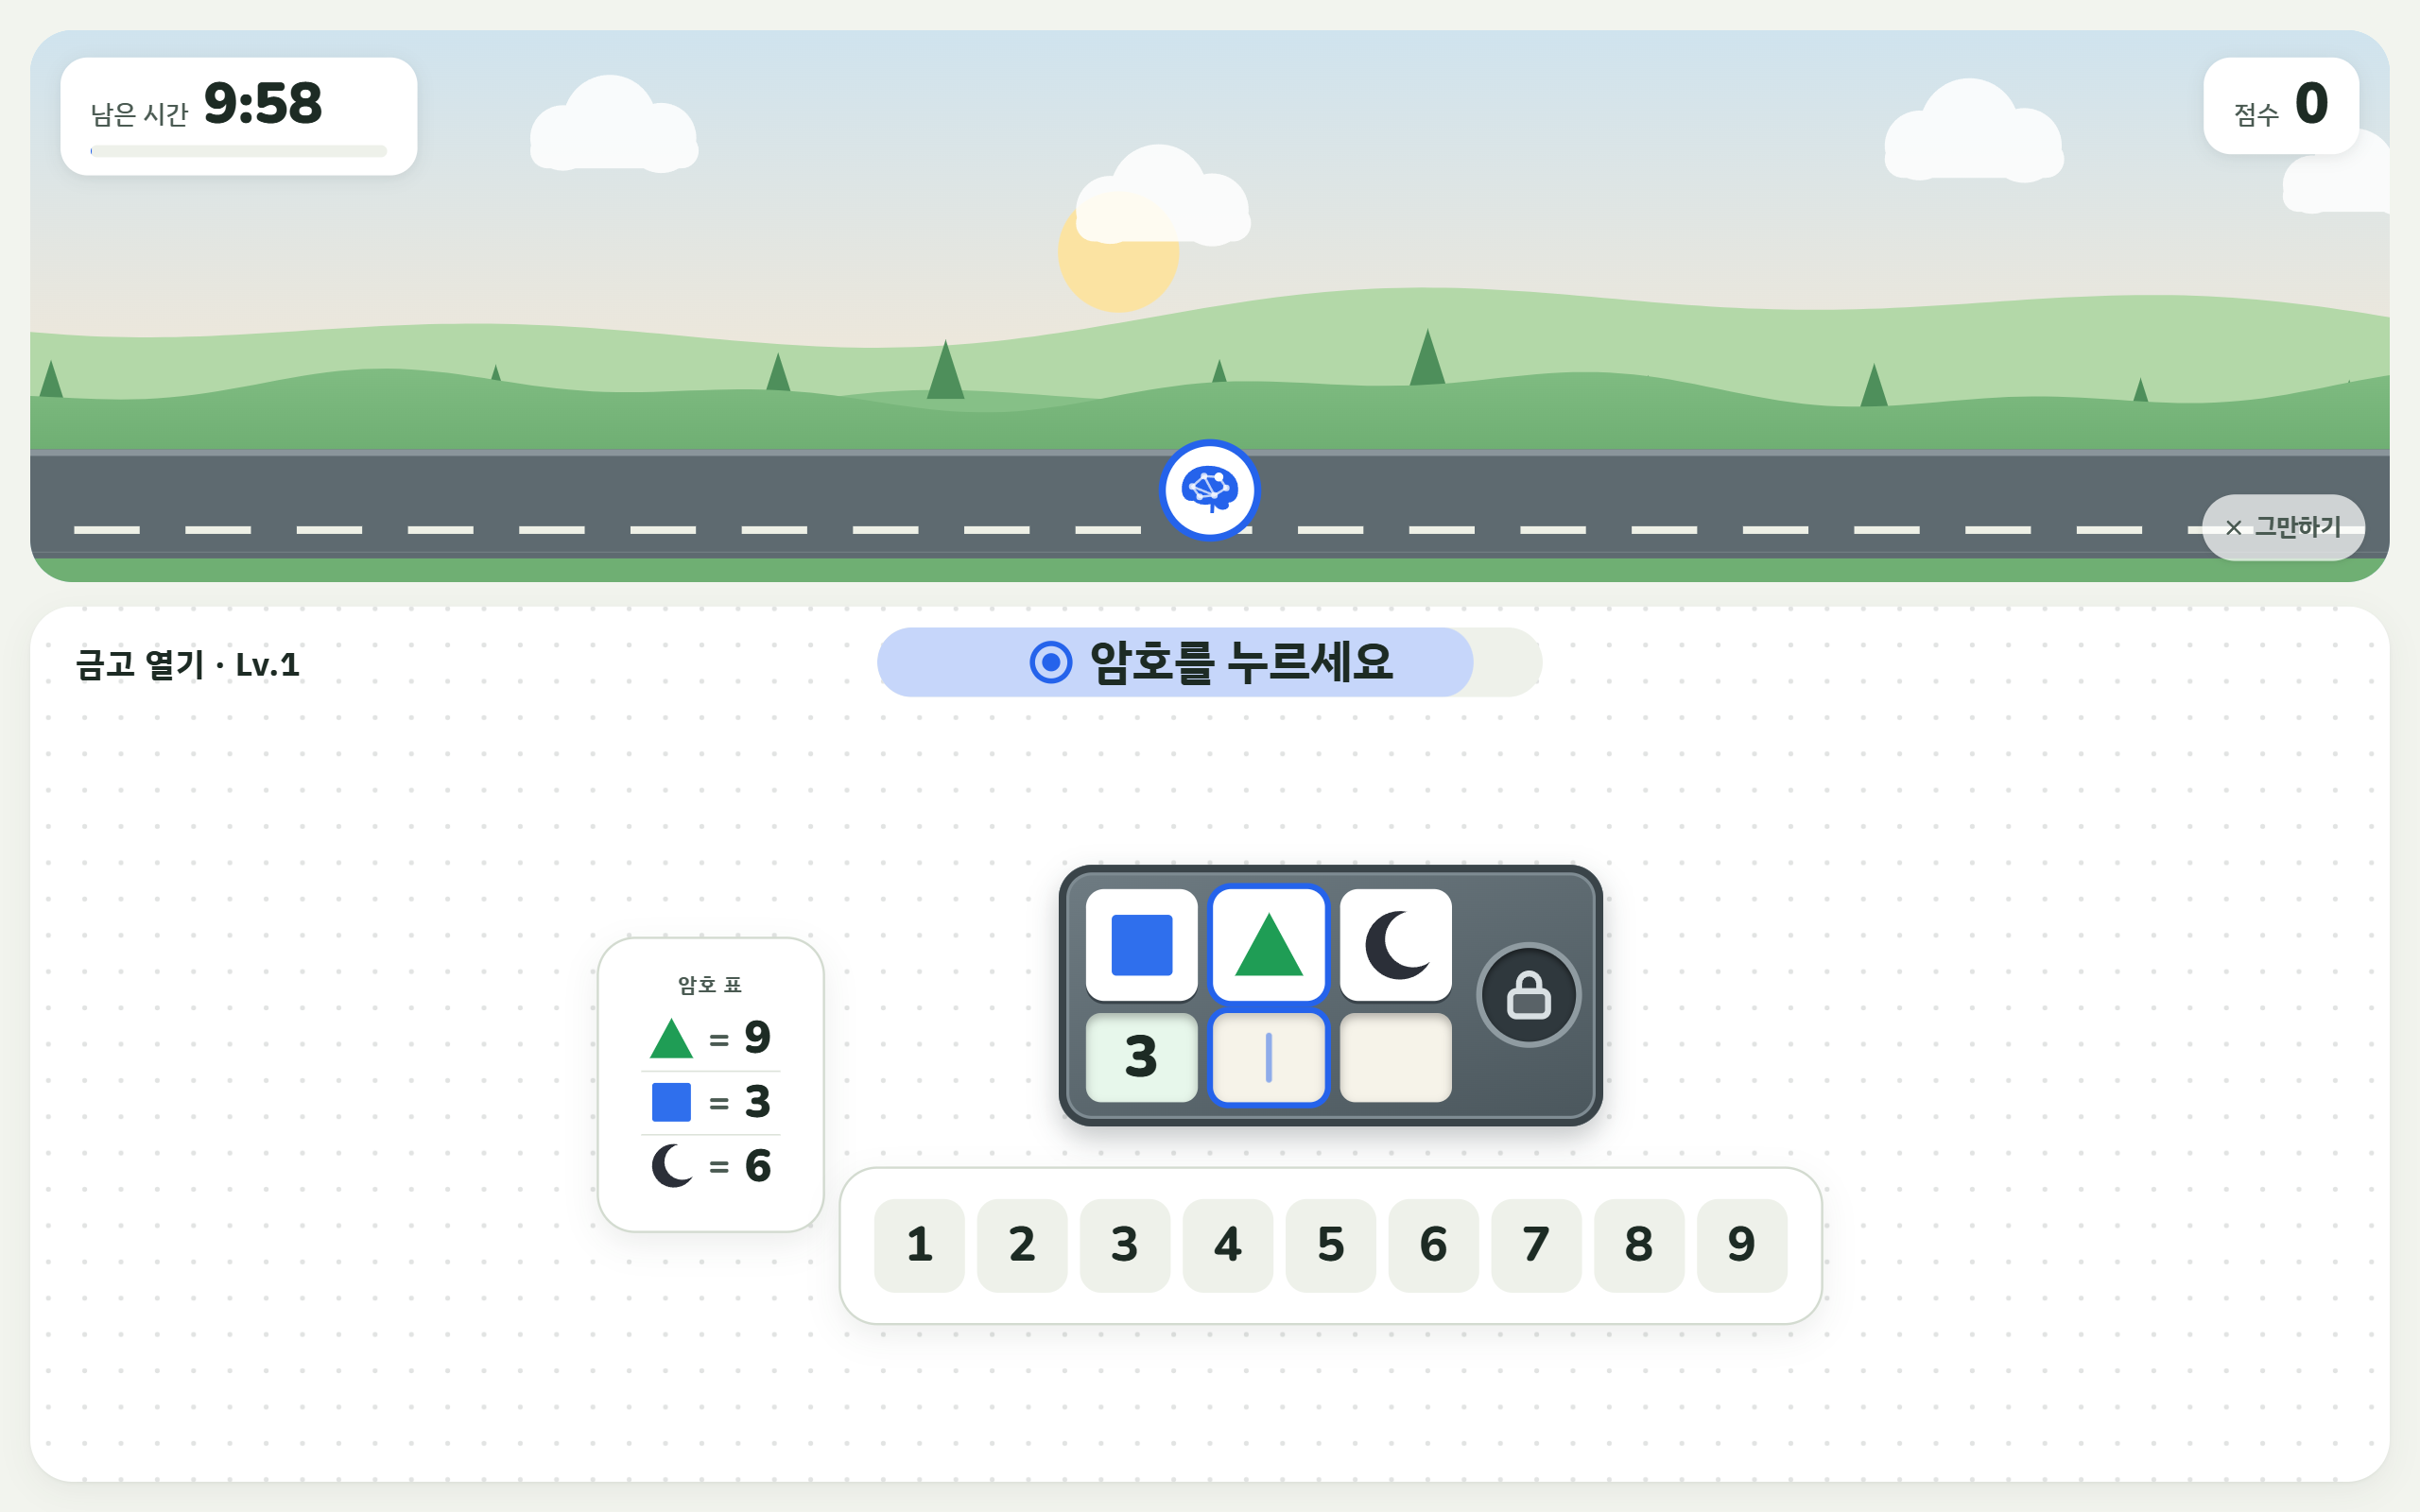 남은 시간 9:58
점수 0
× 그만하기
금고 열기 · Lv.1
암호를 누르세요
암호 표
= 9
= 3
= 6
3
1 2 3 4 5 6 7 8 9